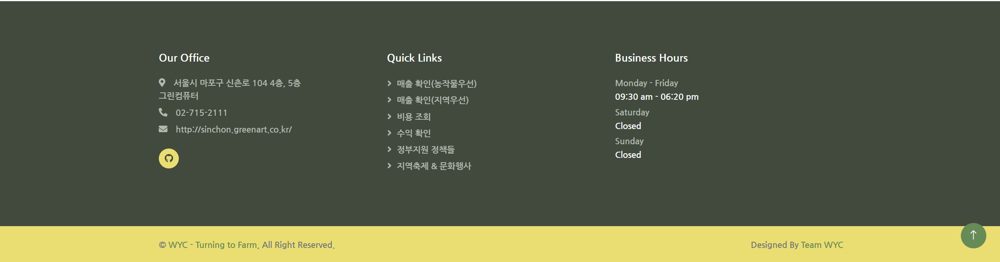 Our Office
서울시 마포구 신촌로 104 4층, 5층
그린컴퓨터
02-715-2111
http://sinchon.greenart.co.kr/
Quick Links
매출 확인(농작물우선)
매출 확인(지역우선)
비용 조회
수익 확인
정부지원 정책들
지역축제 & 문화행사
Business Hours
Monday - Friday
09:30 am - 06:20 pm
Saturday
Closed
Sunday
Closed
© WYC - Turning to Farm, All Right Reserved.
Designed By Team WYC